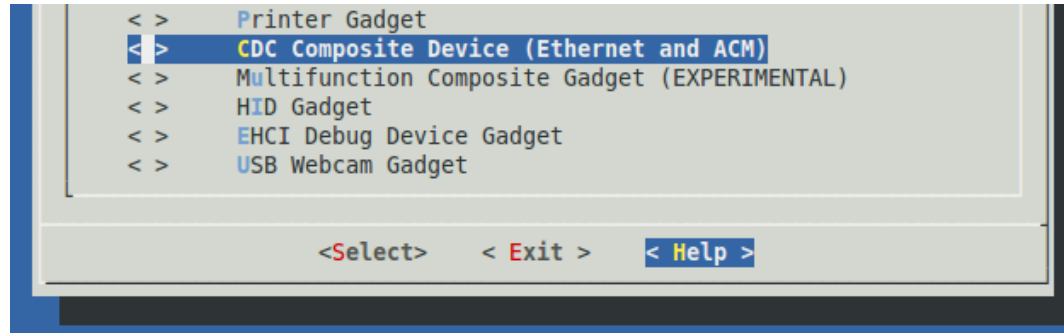 < > Printer Gadget
< > CDC Composite Device (Ethernet and ACM)
< > Multifunction Composite Gadget (EXPERIMENTAL)
< > HID Gadget
< > EHCI Debug Device Gadget
< > USB Webcam Gadget
<Select> < Exit > < Help >